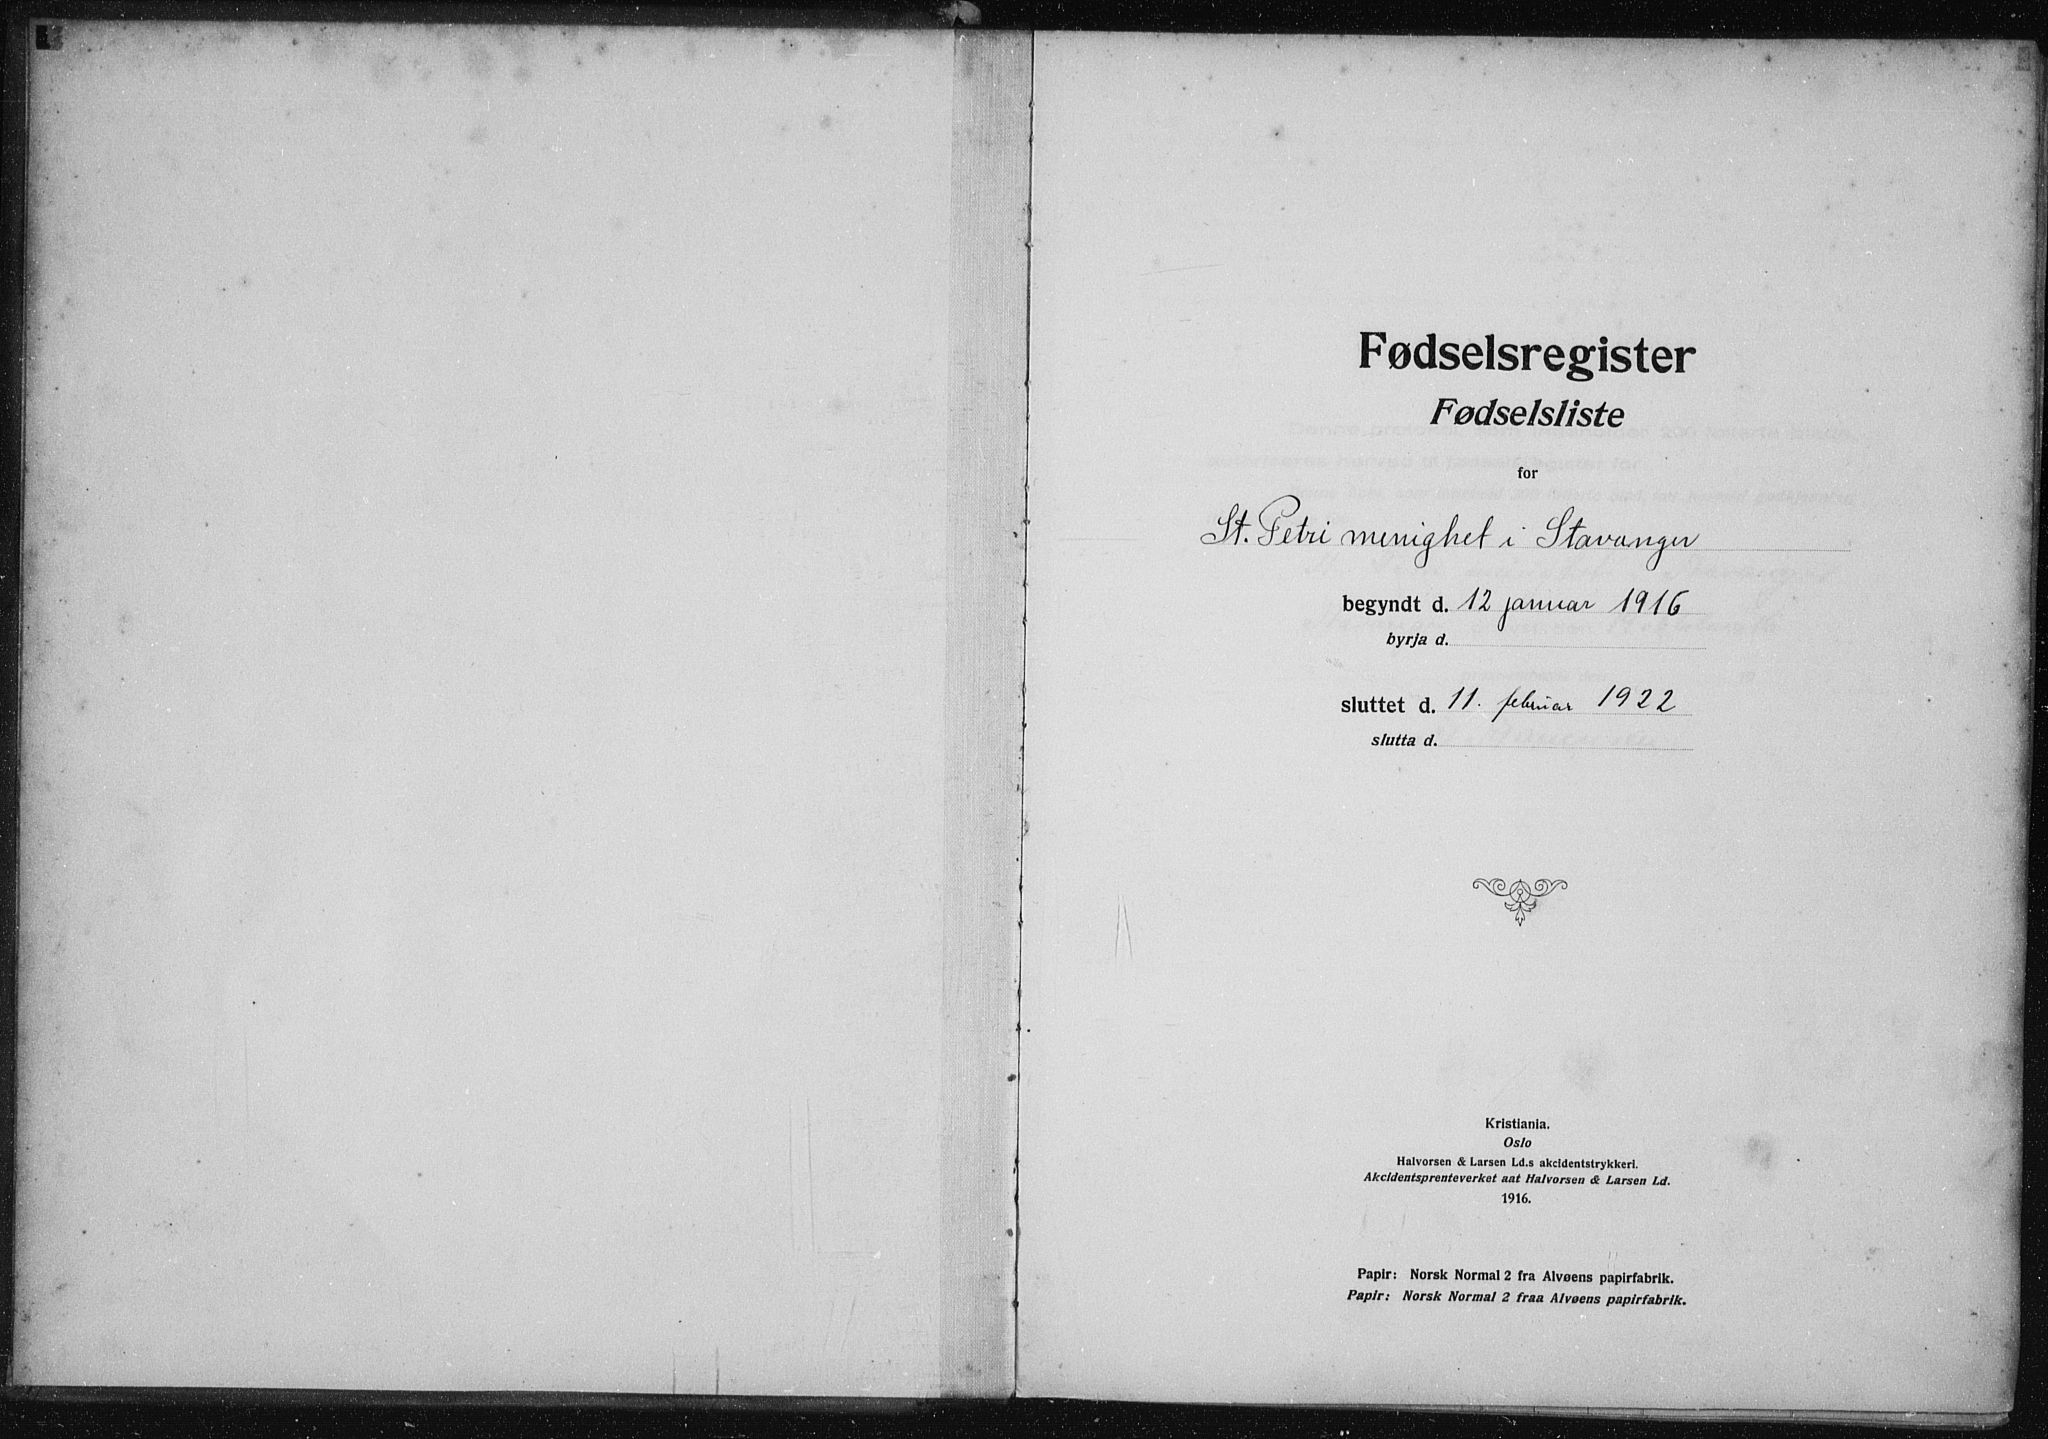 Fødselsregister
Fødselsliste
for
St. Petri menighet i Stavanger
begyndt d. 12 januar 1916
byrja d.
sluttet d. 11. februar 1922
slutta d.
Kristiania.
Oslo
Halvorsen & Larsen Ld.s akcidentstrykkeri.
Akcidentsprenteverket aat Halvorsen & Larsen Ld.
1916.
Papir: Norsk Normal 2 fra Alvøens papirfabrik.
Papir: Norsk Normal 2 fraa Alvøens papirfabrik.